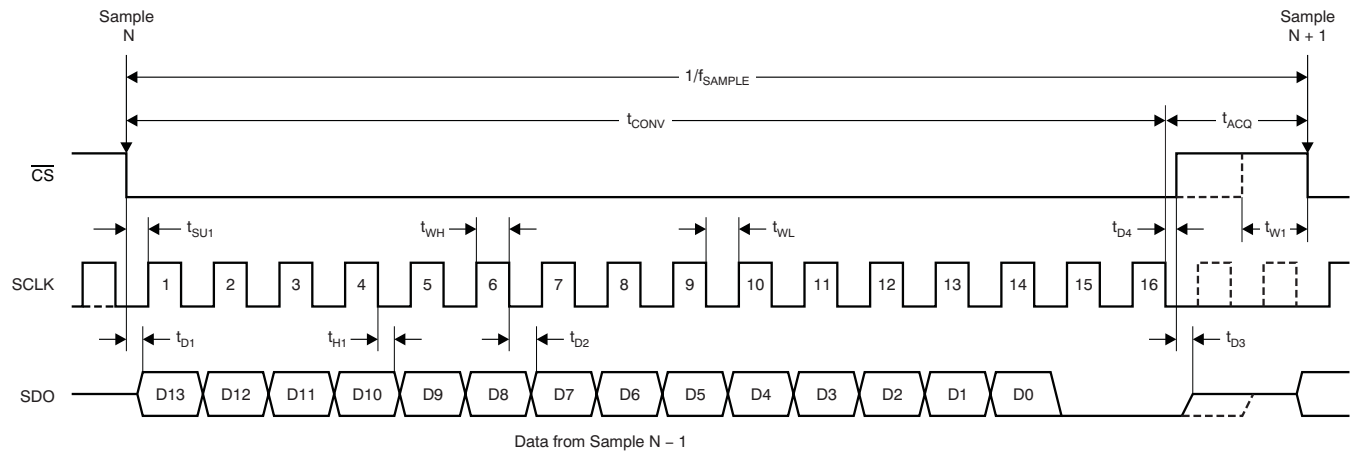 Sample
N
Sample
N + 1
1/fSAMPLE
tCONV
tACQ
CS
tSU1
tWH
tWL
tD4
tW1
SCLK
1 2 3 4 5 6 7 8 9 10 11 12 13 14 15 16
tD1
tH1
tD2
tD3
SDO
D13 D12 D11 D10 D9 D8 D7 D6 D5 D4 D3 D2 D1 D0
Data from Sample N − 1